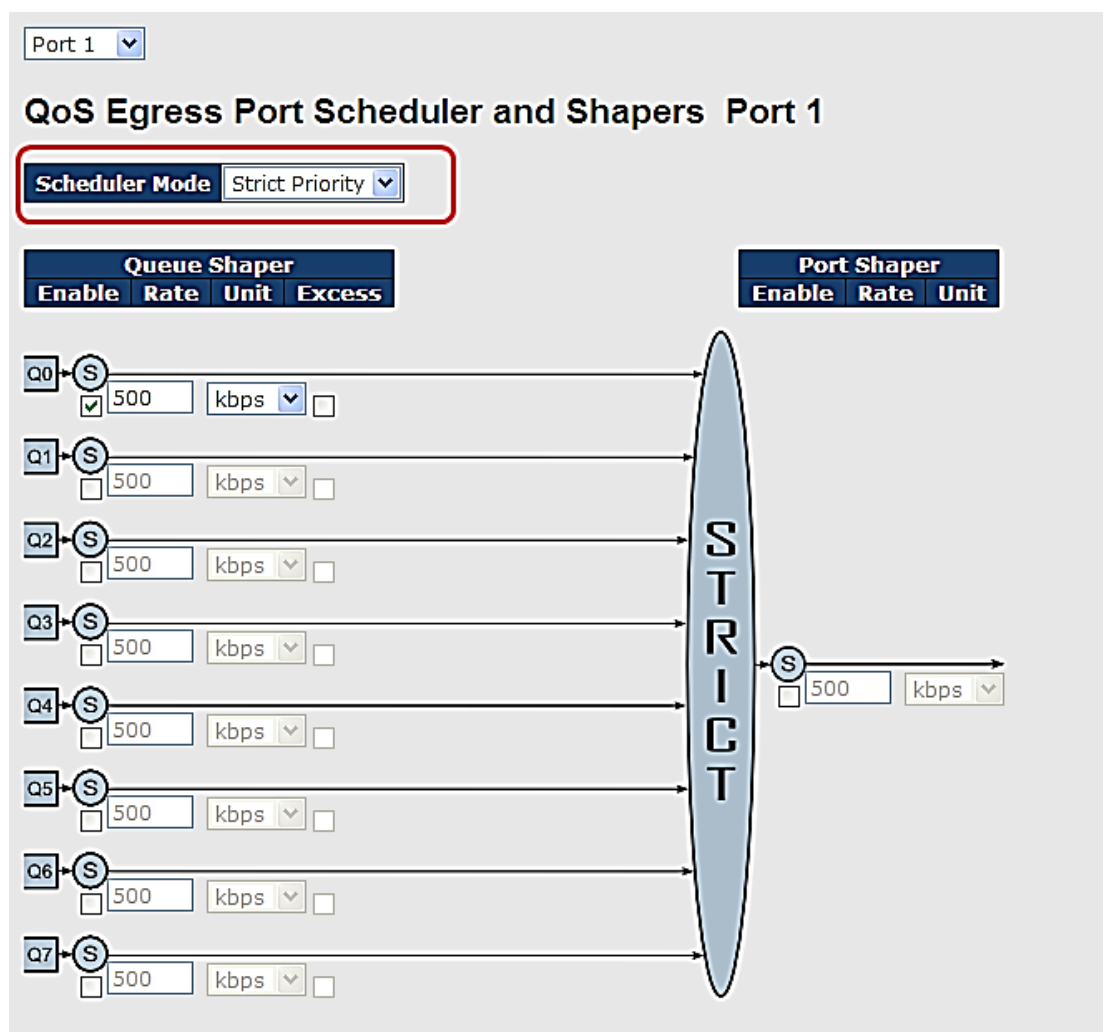 Port 1
QoS Egress Port Scheduler and Shapers Port 1
Scheduler Mode Strict Priority
Queue Shaper Port Shaper
Enable Rate Unit Excess Enable Rate Unit
Q0 S
500 kbps
Q1 S
500 kbps
Q2 S
500 kbps
Q3 S
500 kbps
Q4 S
500 kbps
Q5 S
500 kbps
Q6 S
500 kbps
Q7 S
500 kbps
STRICT
S
500 kbps